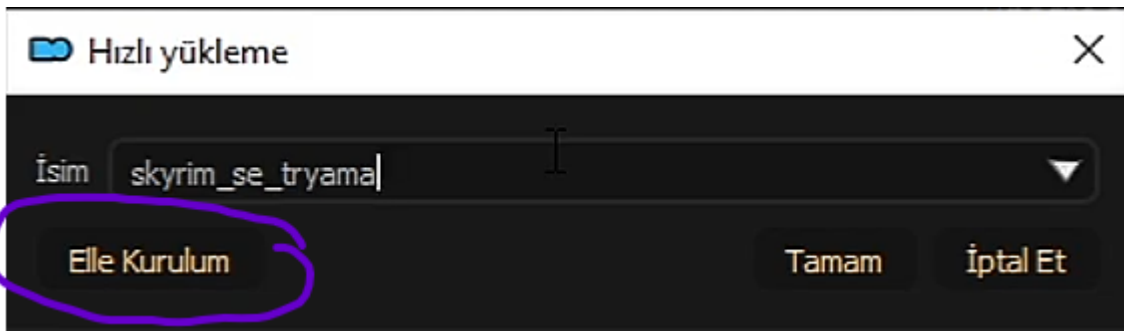 Hızlı yükleme
İsim skyrim_se_tryama
Elle Kurulum Tamam İptal Et